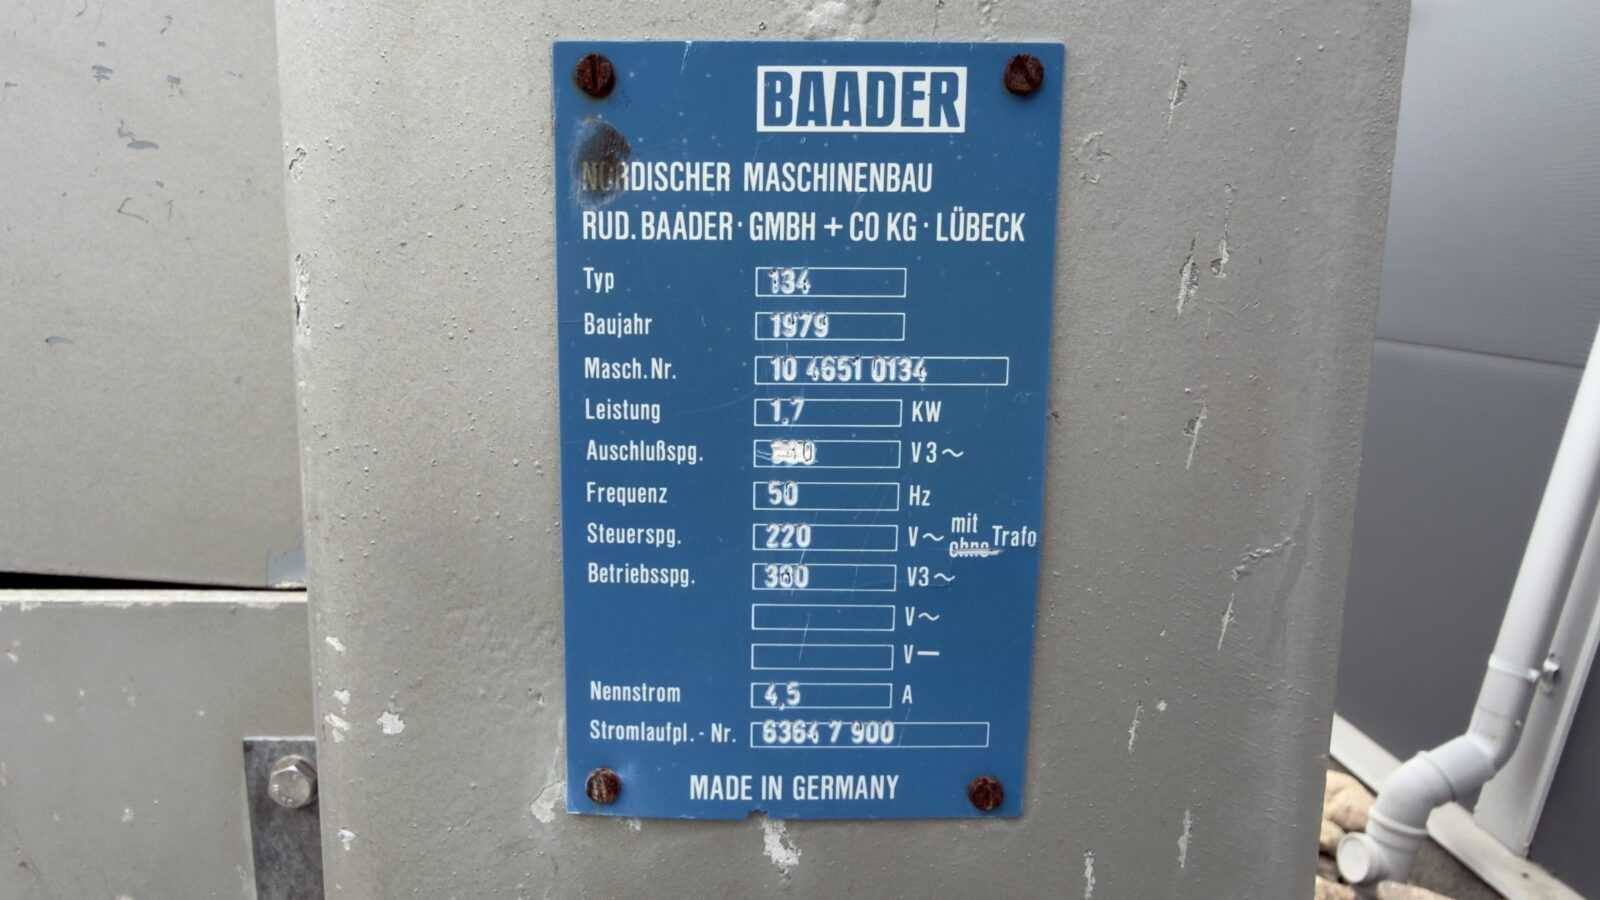 BAADER
NORDISCHER MASCHINENBAU
RUD. BAADER · GMBH + CO KG · LÜBECK
Typ 134
Baujahr 1979
Masch. Nr. 10 4651 0134
Leistung 1,7 KW
Auschlußspg. V 3~
Frequenz 50 Hz
Steuerspg. 220 V~ mit ohne Trafo
Betriebsspg. V3~
V~
V—
Nennstrom 4,5 A
Stromlaufpl. - Nr. 6364 7 900
MADE IN GERMANY